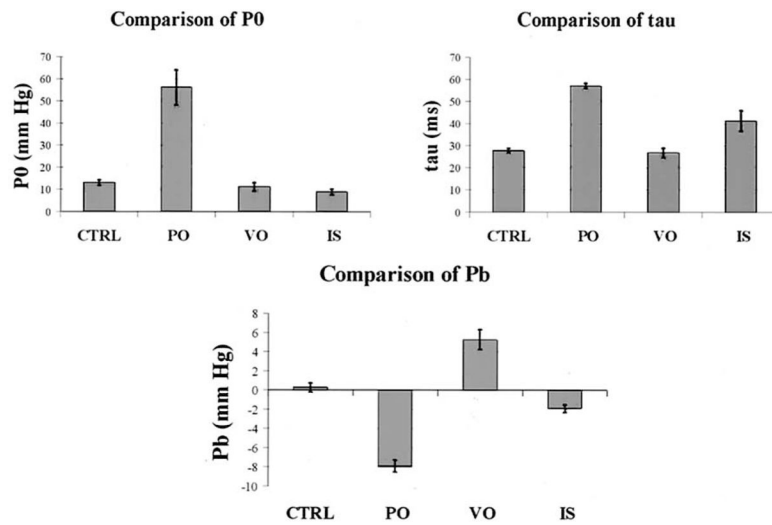 Comparison of P0
P0 (mm Hg)
70
60
50
40
30
20
10
0
CTRL PO VO IS
Comparison of tau
tau (ms)
70
60
50
40
30
20
10
0
CTRL PO VO IS
Comparison of Pb
Pb (mm Hg)
8
6
4
2
0
-2
-4
-6
-8
-10
CTRL PO VO IS